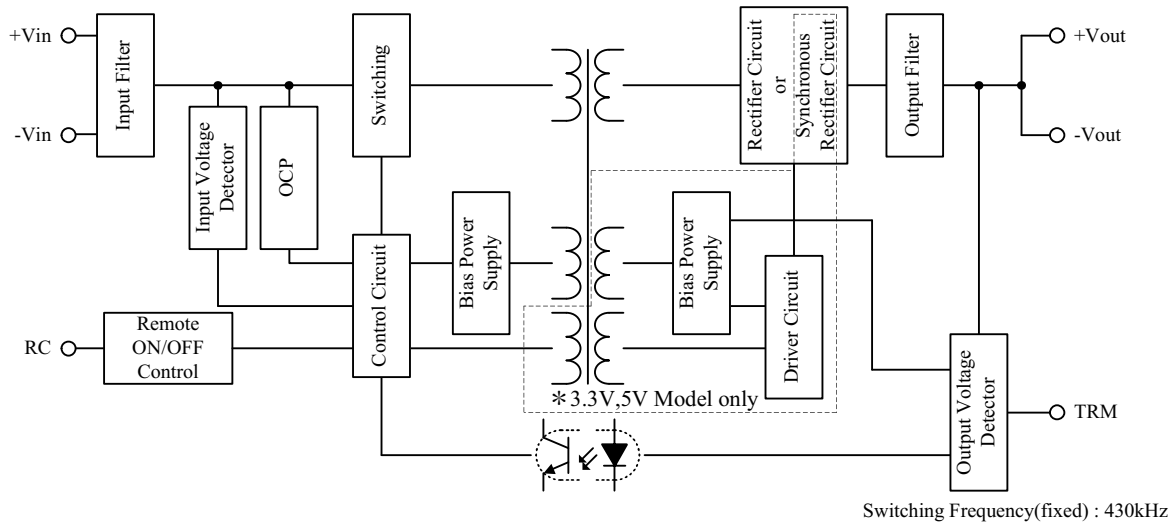 +Vin
-Vin
Input Filter
Input Voltage
Detector
OCP
Switching
Rectifier Circuit
or
Synchronous
Rectifier Circuit
Output Filter
+Vout
-Vout
Control Circuit
Bias Power
Supply
Bias Power
Supply
Driver Circuit
RC
Remote
ON/OFF
Control
*3.3V,5V Model only
Output Voltage
Detector
TRM
Switching Frequency(fixed) : 430kHz